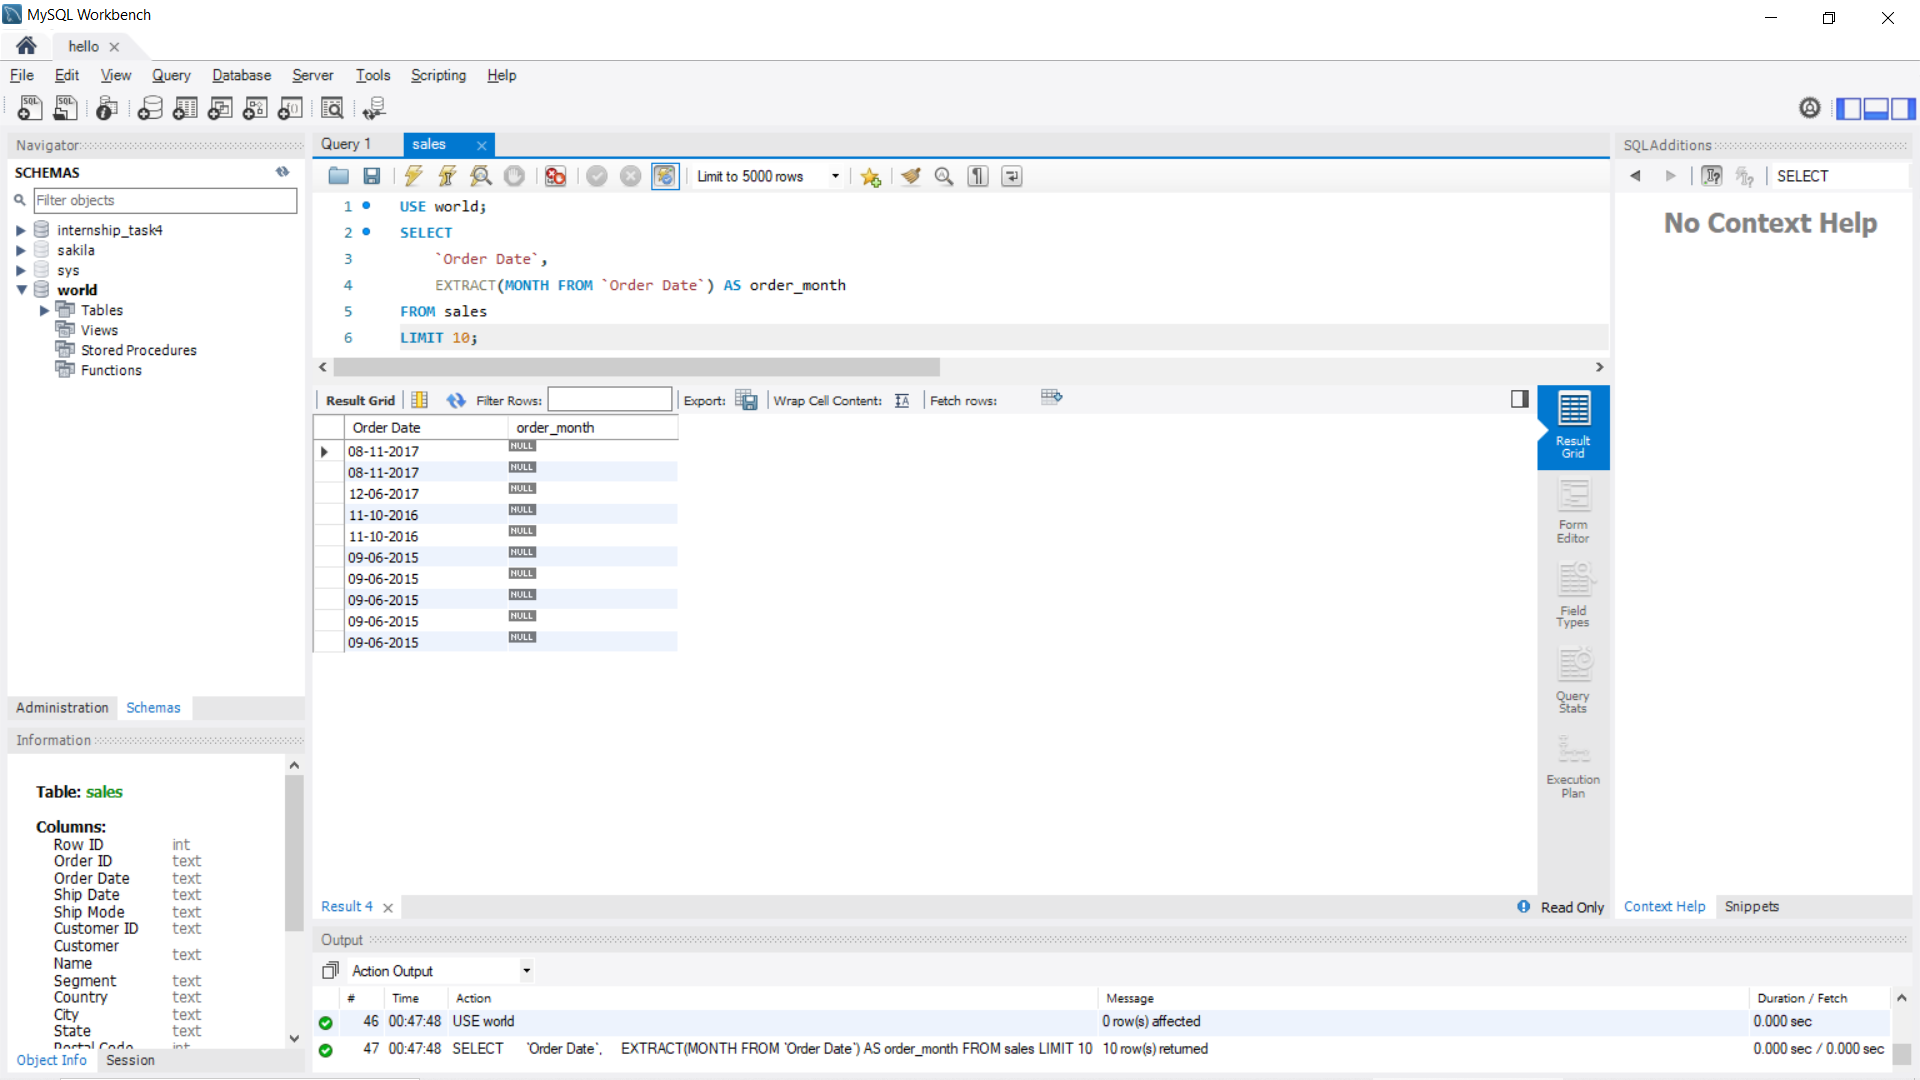 MySQL Workbench
hello
File Edit View Query Database Server Tools Scripting Help
Navigator
SCHEMAS
Filter objects
internship_task4
sakila
sys
world
Tables
Views
Stored Procedures
Functions
Administration Schemas
Information
Table: sales
Columns:
Row ID int
Order ID text
Order Date text
Ship Date text
Ship Mode text
Customer ID text
Customer Name text
Segment text
Country text
City text
State text
Postal Code int
Object Info Session
Query 1 sales
Limit to 5000 rows
1 USE world;
2 SELECT
3 `Order Date`,
4 EXTRACT(MONTH FROM `Order Date`) AS order_month
5 FROM sales
6 LIMIT 10;
Result Grid Filter Rows: Export: Wrap Cell Content: Fetch rows:
Order Date order_month
08-11-2017 NULL
08-11-2017 NULL
12-06-2017 NULL
11-10-2016 NULL
11-10-2016 NULL
09-06-2015 NULL
09-06-2015 NULL
09-06-2015 NULL
09-06-2015 NULL
09-06-2015 NULL
Result Grid
Form Editor
Field Types
Query Stats
Execution Plan
Result 4
Read Only
Output
Action Output
# Time Action Message Duration / Fetch
46 00:47:48 USE world 0 row(s) affected 0.000 sec
47 00:47:48 SELECT `Order Date`, EXTRACT(MONTH FROM `Order Date`) AS order_month FROM sales LIMIT 10 10 row(s) returned 0.000 sec / 0.000 sec
SQLAdditions
SELECT
No Context Help
Context Help Snippets